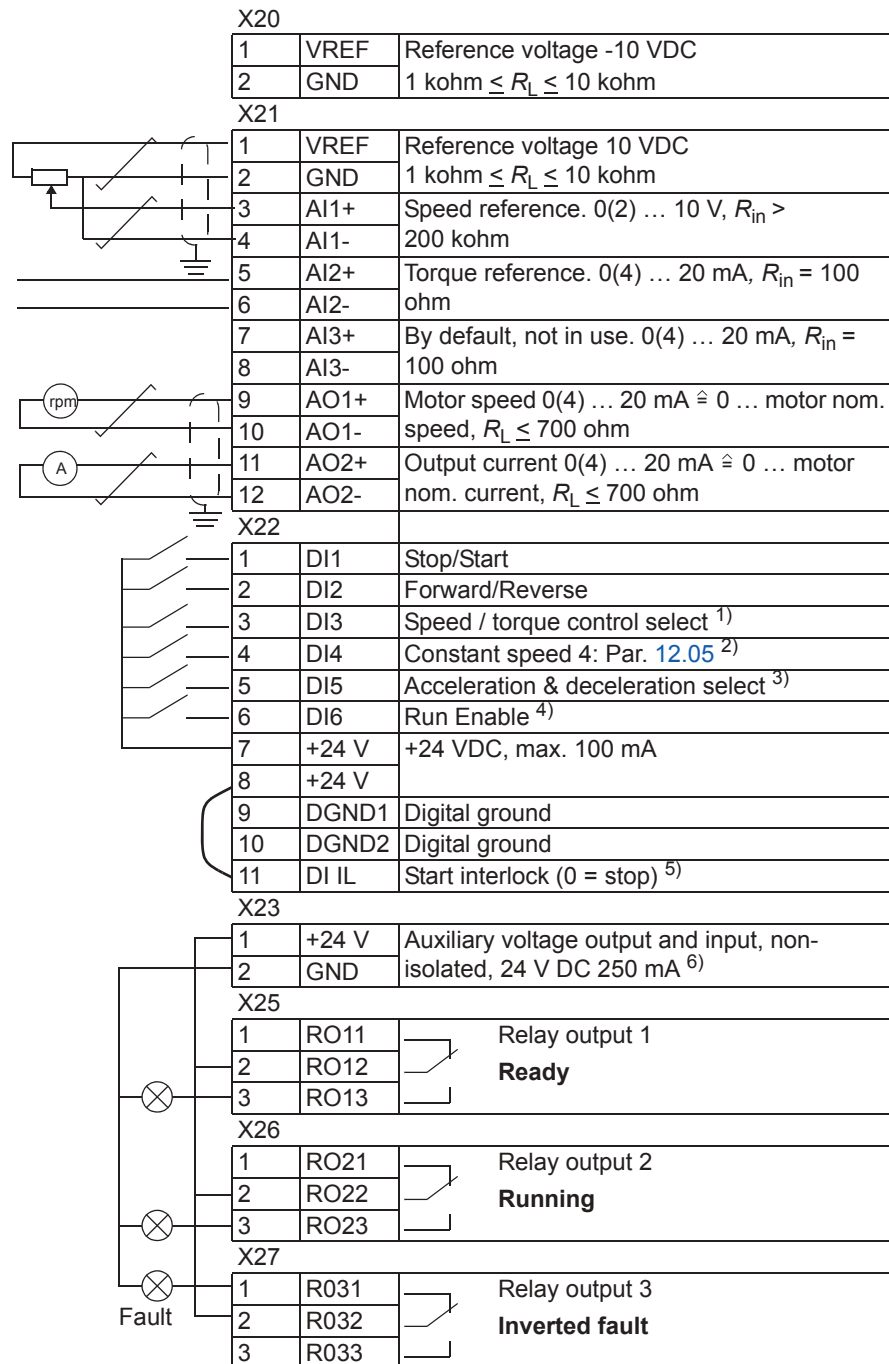 X20
1 VREF Reference voltage -10 VDC
2 GND 1 kohm ≤ RL ≤ 10 kohm
X21
1 VREF Reference voltage 10 VDC
2 GND 1 kohm ≤ RL ≤ 10 kohm
3 AI1+ Speed reference. 0(2) … 10 V, Rin >
4 AI1- 200 kohm
5 AI2+ Torque reference. 0(4) … 20 mA, Rin = 100
6 AI2- ohm
7 AI3+ By default, not in use. 0(4) … 20 mA, Rin =
8 AI3- 100 ohm
rpm 9 AO1+ Motor speed 0(4) … 20 mA ≙ 0 … motor nom.
10 AO1- speed, RL ≤ 700 ohm
A 11 AO2+ Output current 0(4) … 20 mA ≙ 0 … motor
12 AO2- nom. current, RL ≤ 700 ohm
X22
1 DI1 Stop/Start
2 DI2 Forward/Reverse
3 DI3 Speed / torque control select 1)
4 DI4 Constant speed 4: Par. 12.05 2)
5 DI5 Acceleration & deceleration select 3)
6 DI6 Run Enable 4)
7 +24 V +24 VDC, max. 100 mA
8 +24 V
9 DGND1 Digital ground
10 DGND2 Digital ground
11 DI IL Start interlock (0 = stop) 5)
X23
1 +24 V Auxiliary voltage output and input, non-
2 GND isolated, 24 V DC 250 mA 6)
X25
1 RO11 Relay output 1
2 RO12 Ready
3 RO13
X26
1 RO21 Relay output 2
2 RO22 Running
3 RO23
X27
1 R031 Relay output 3
Fault 2 R032 Inverted fault
3 R033